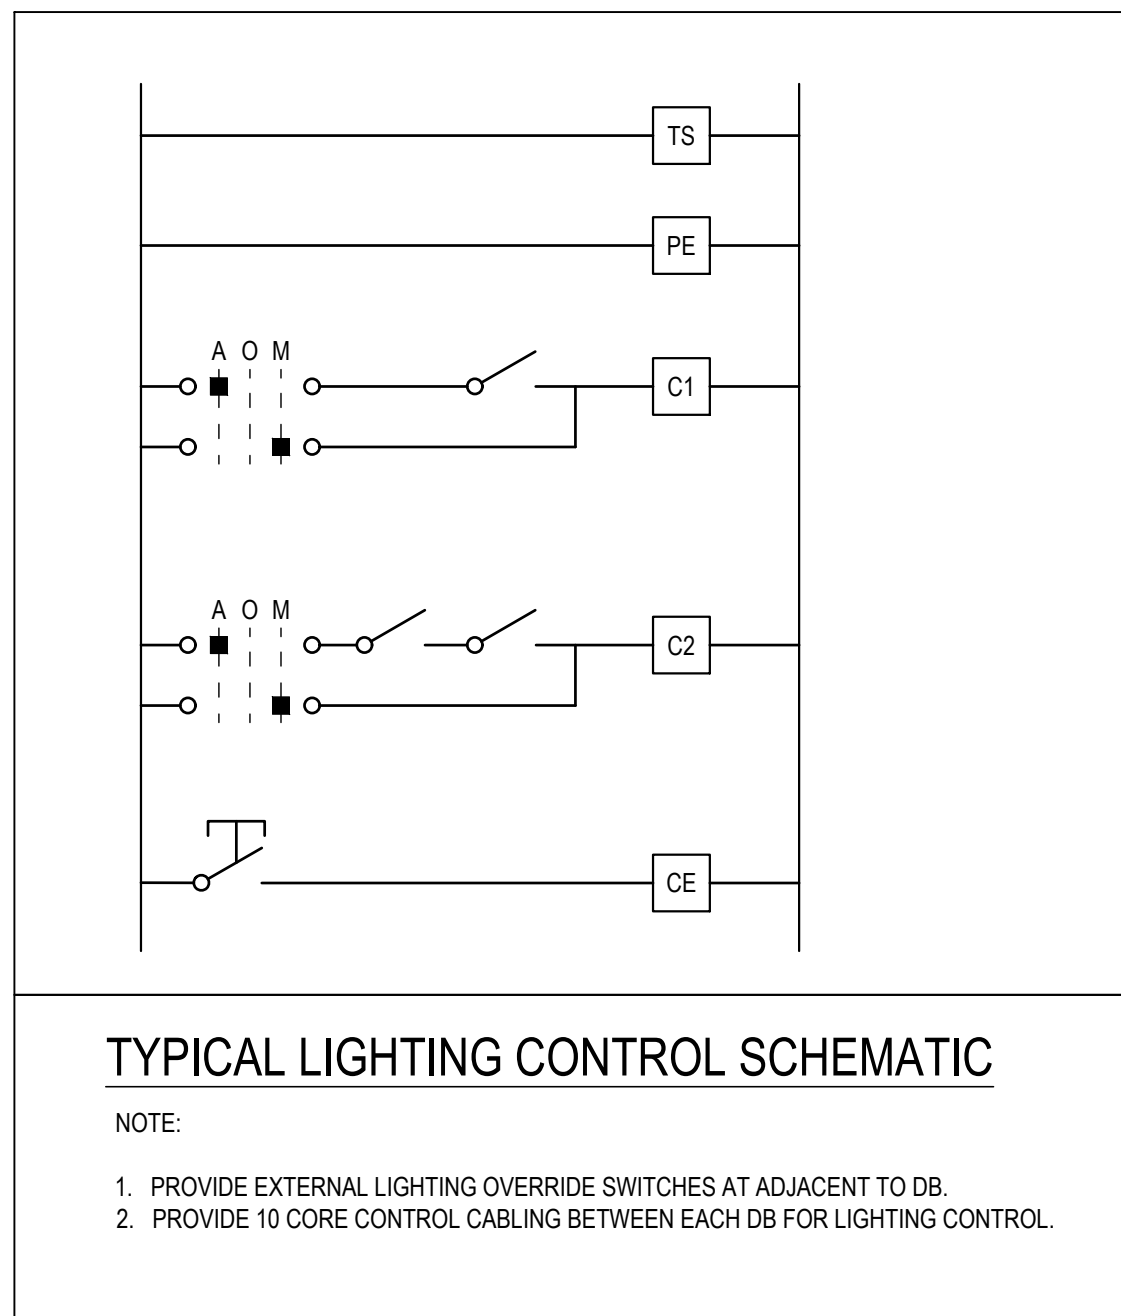 TS
PE
A O M
C1
A O M
C2
CE
TYPICAL LIGHTING CONTROL SCHEMATIC
NOTE:
1. PROVIDE EXTERNAL LIGHTING OVERRIDE SWITCHES AT ADJACENT TO DB.
2. PROVIDE 10 CORE CONTROL CABLING BETWEEN EACH DB FOR LIGHTING CONTROL.